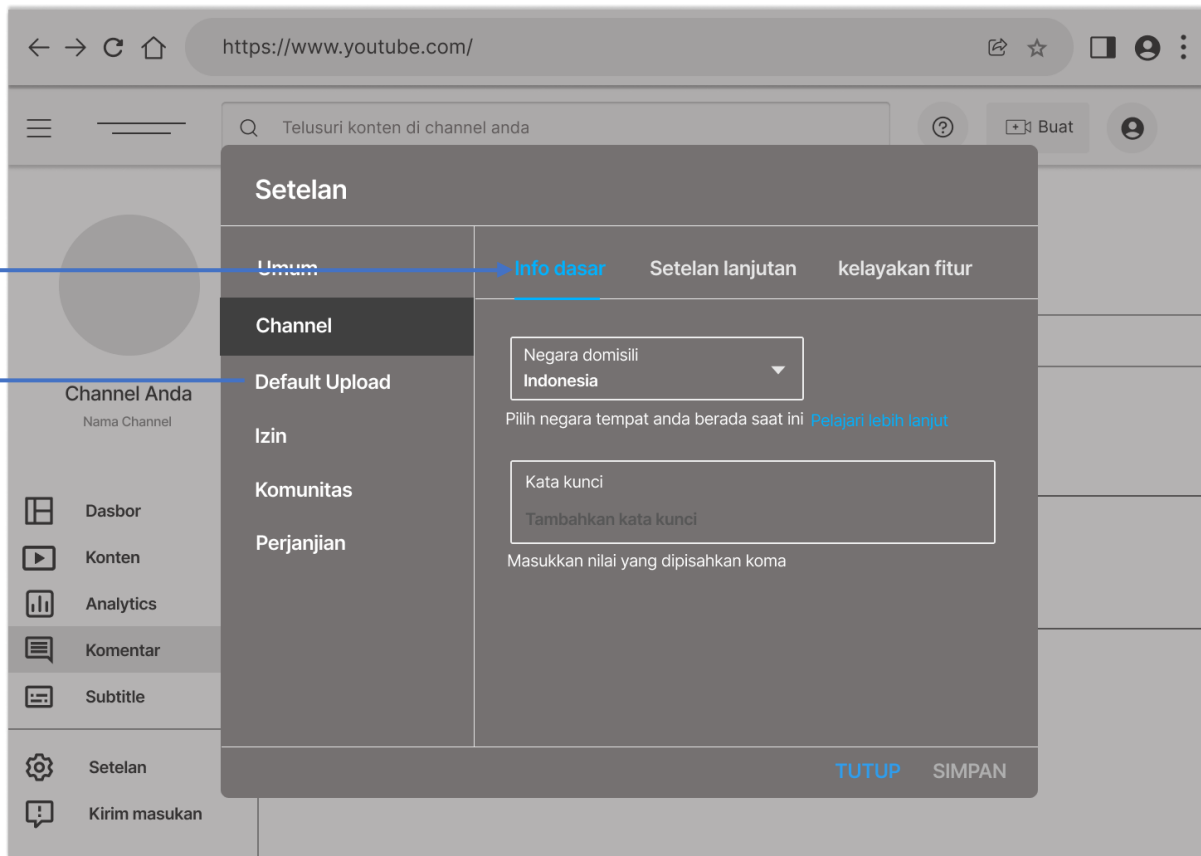 https://www.youtube.com/
Telusuri konten di channel anda
Buat
Setelan
Umum
Channel
Default Upload
Izin
Komunitas
Perjanjian
Info dasar
Setelan lanjutan
kelayakan fitur
Negara domisili
Indonesia
Pilih negara tempat anda berada saat ini Pelajari lebih lanjut
Kata kunci
Tambahkan kata kunci
Masukkan nilai yang dipisahkan koma
TUTUP
SIMPAN
Channel Anda
Nama Channel
Dasbor
Konten
Analytics
Komentar
Subtitle
Setelan
Kirim masukan